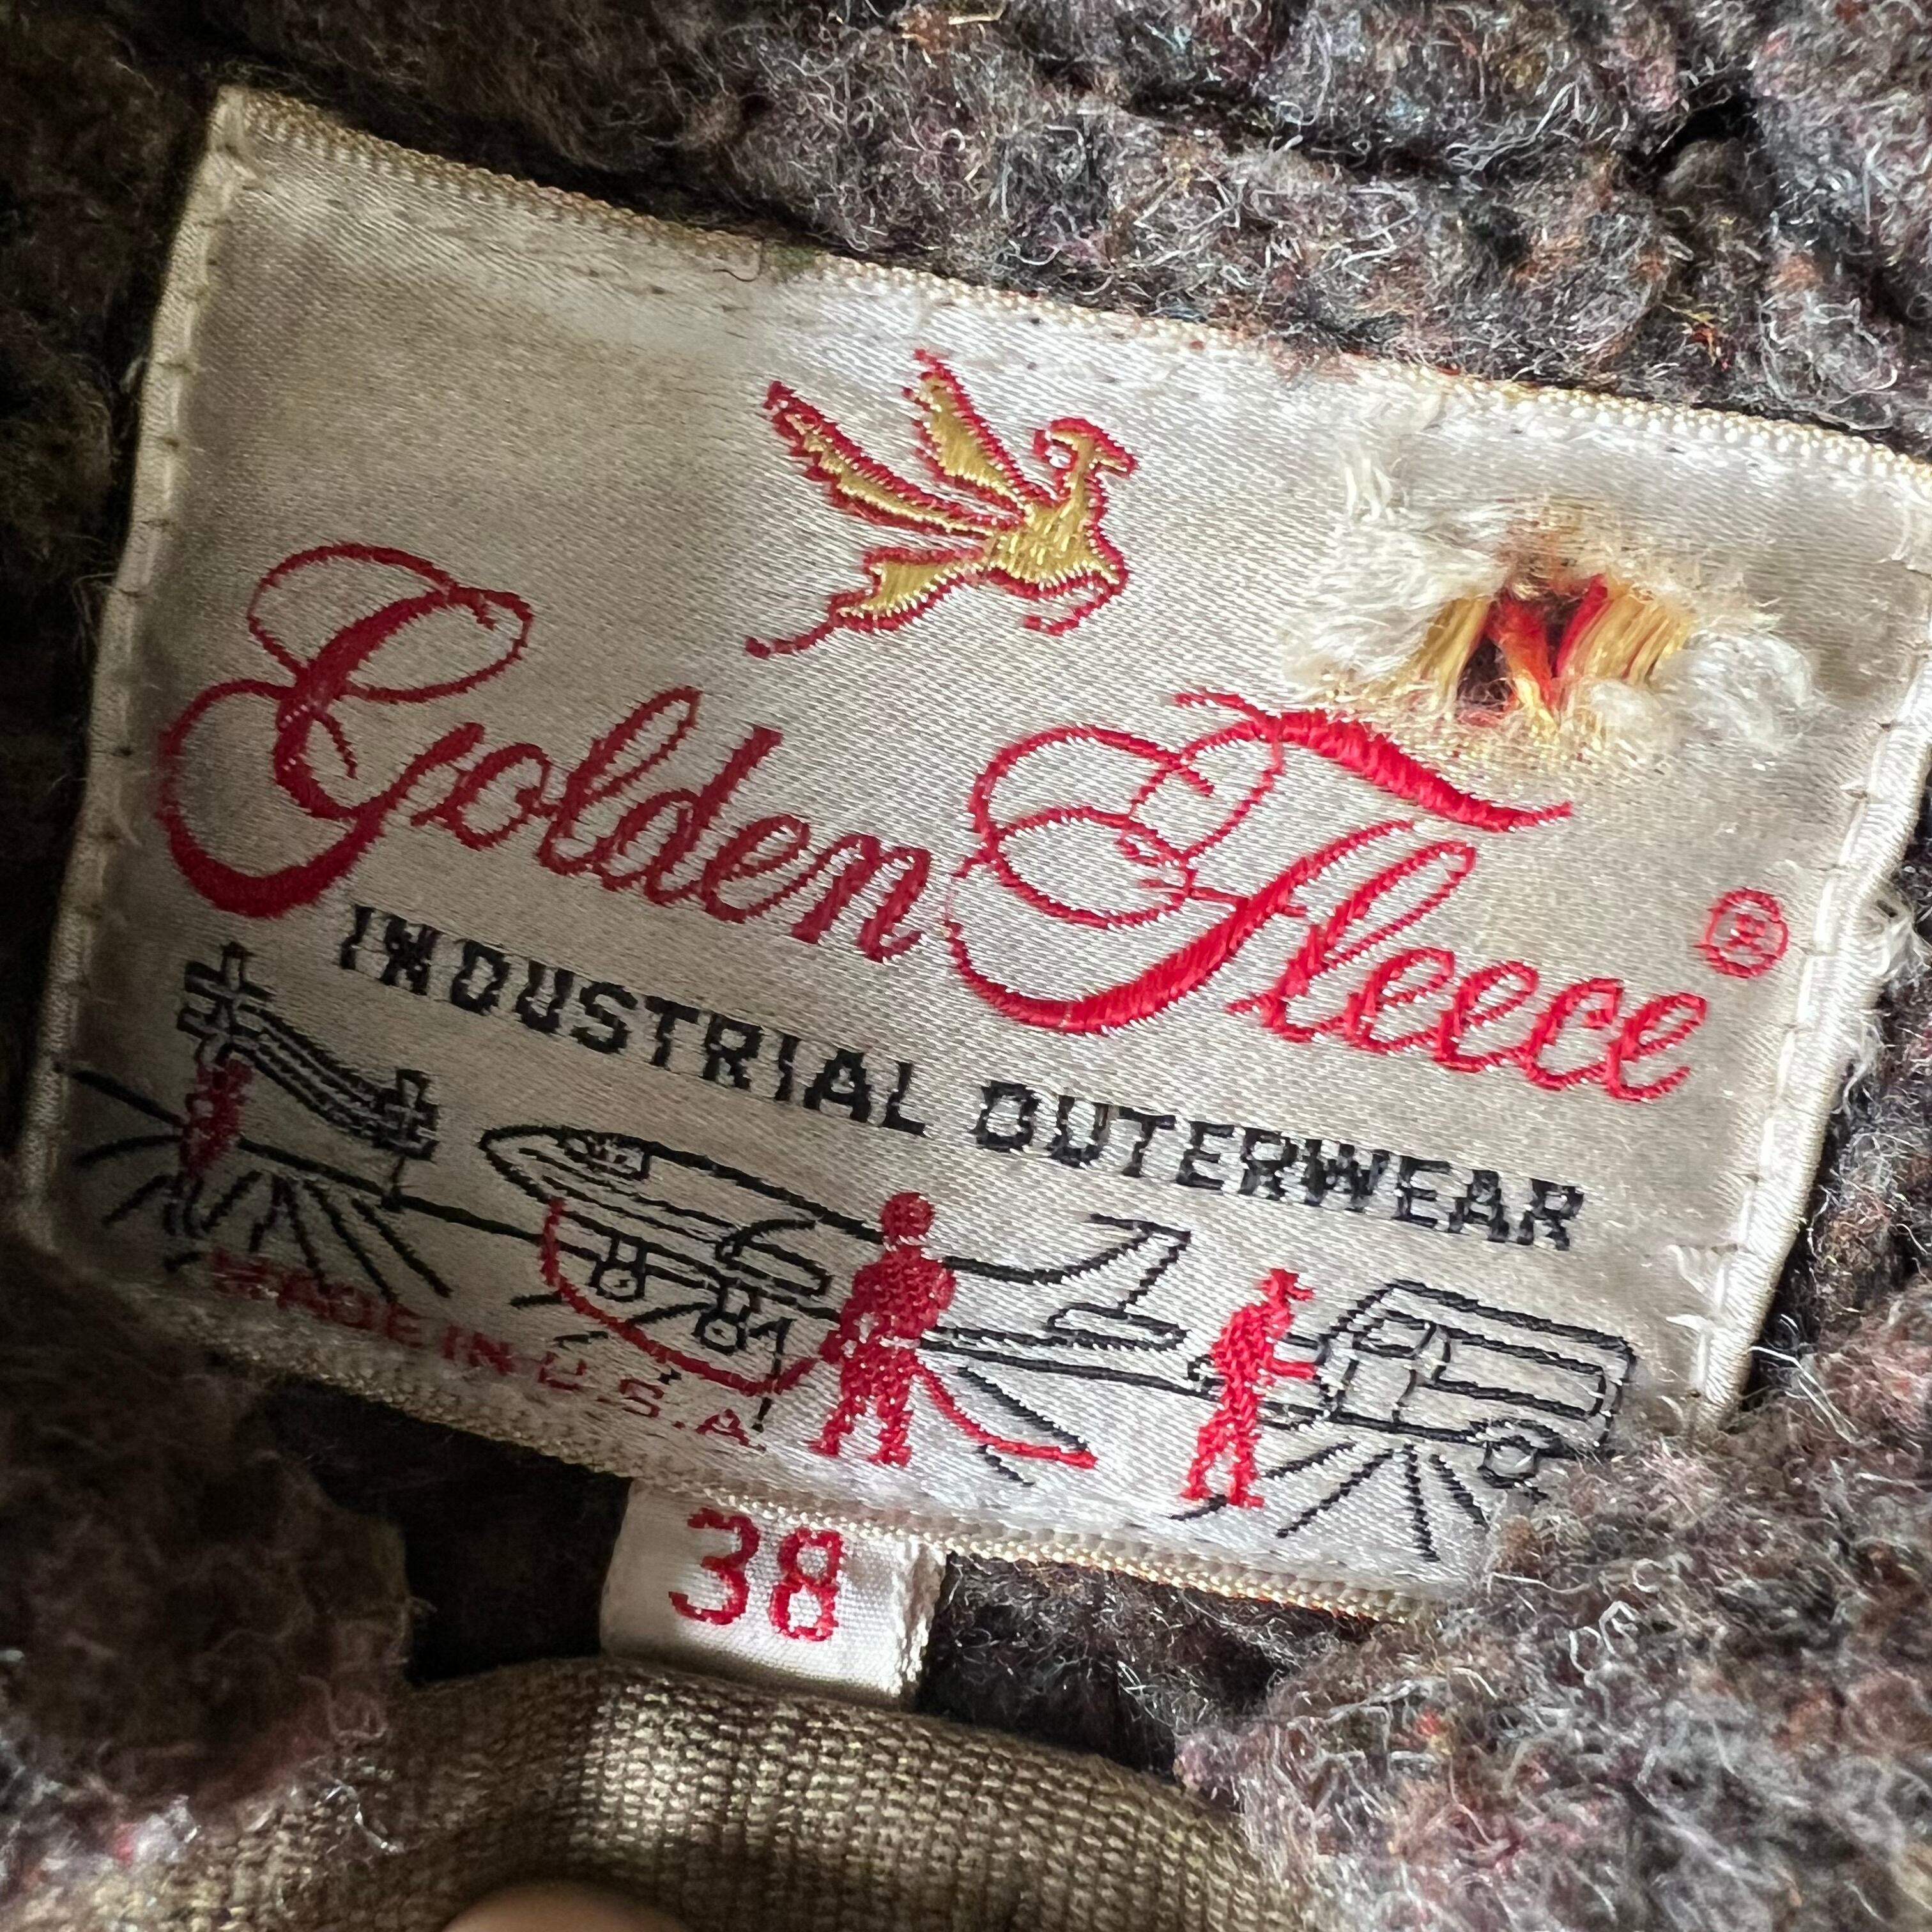 Golden Fleece ®
INDUSTRIAL OUTERWEAR
MADE IN U.S.A.
38